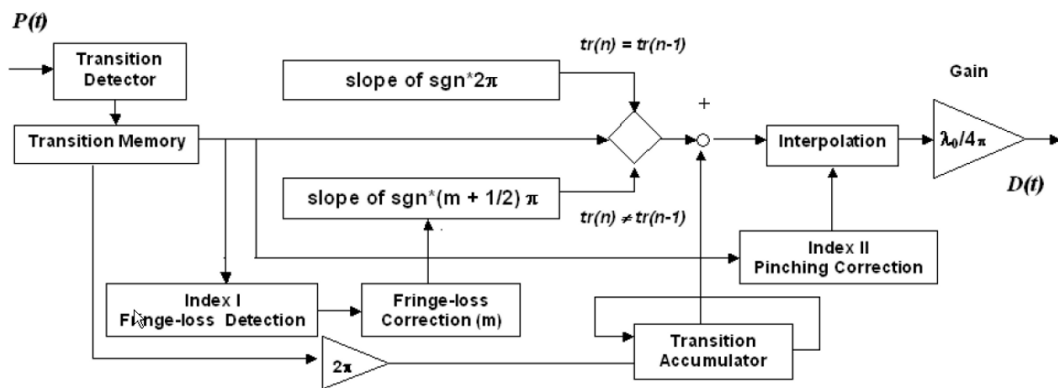 P(t)
Transition
Detector
Transition Memory
slope of sgn*2π
tr(n) = tr(n-1)
slope of sgn*(m + 1/2) π
tr(n) ≠ tr(n-1)
+
Interpolation
Gain
λ₀/4π
D(t)
Index II
Pinching Correction
Index I
Fringe-loss Detection
Fringe-loss
Correction (m)
Transition
Accumulator
2π